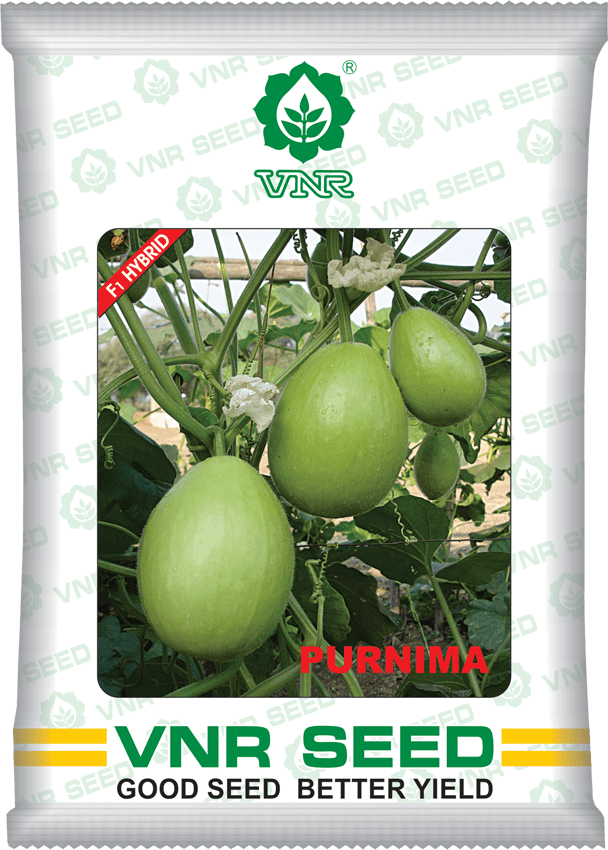 ®
VNR
F1 HYBRID
PURNIMA
VNR SEED
GOOD SEED BETTER YIELD